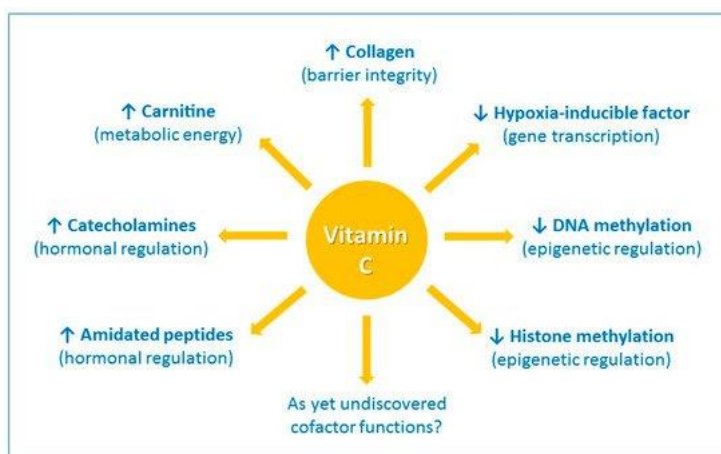 ↑ Collagen
(barrier integrity)
↑ Carnitine
(metabolic energy)
↓ Hypoxia-inducible factor
(gene transcription)
↑ Catecholamines
(hormonal regulation)
Vitamin
C
↓ DNA methylation
(epigenetic regulation)
↑ Amidated peptides
(hormonal regulation)
↓ Histone methylation
(epigenetic regulation)
As yet undiscovered
cofactor functions?